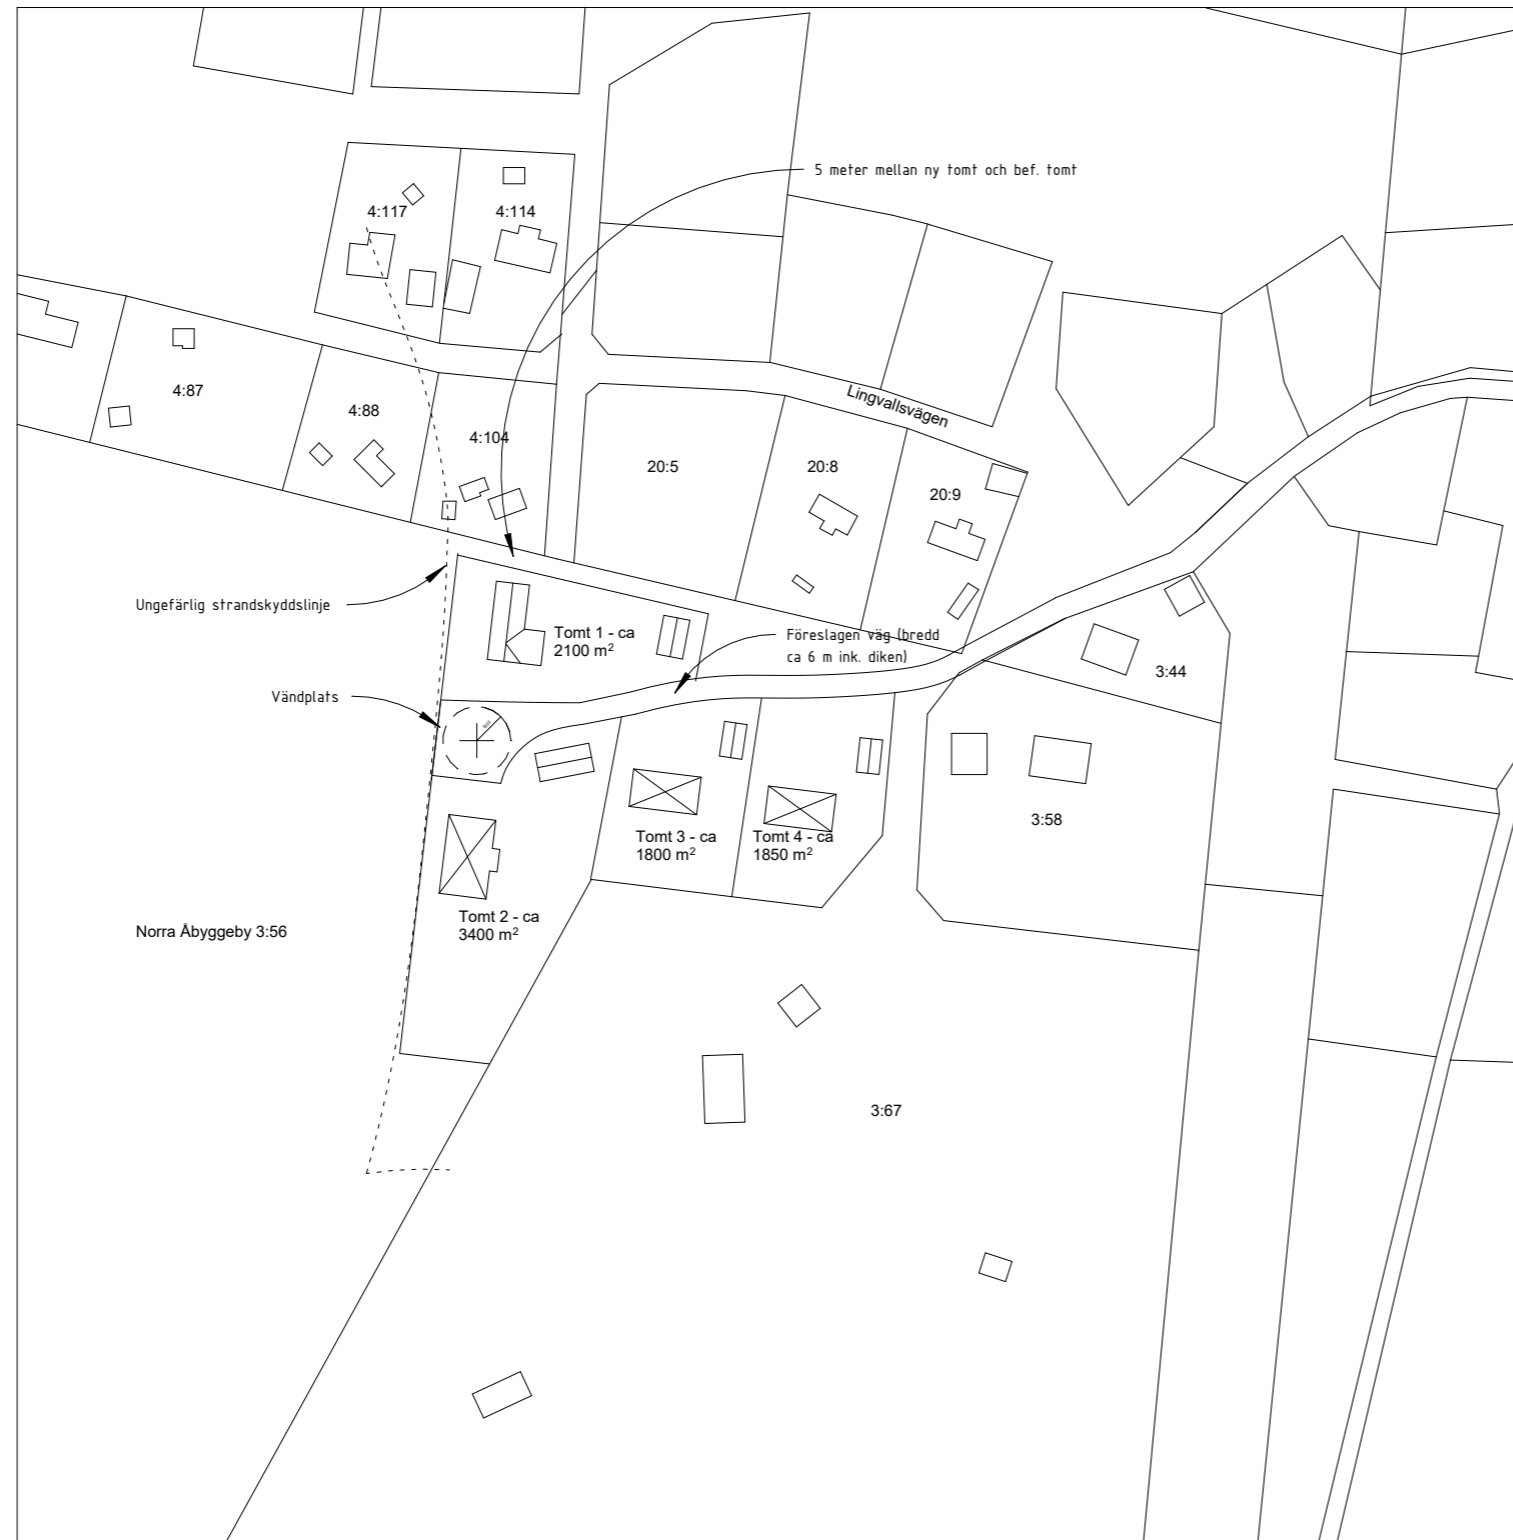 5 meter mellan ny tomt och bef. tomt
4:117
4:114
4:87
4:88
4:104
Lingvallsvägen
20:5
20:8
20:9
Ungefärlig strandskyddslinje
Tomt 1 - ca
2100 m²
Föreslagen väg (bredd
ca 6 m ink. diken)
3:44
Vändplats
3:58
Tomt 3 - ca
1800 m²
Tomt 4 - ca
1850 m²
Tomt 2 - ca
3400 m²
Norra Åbyggeby 3:56
3:67